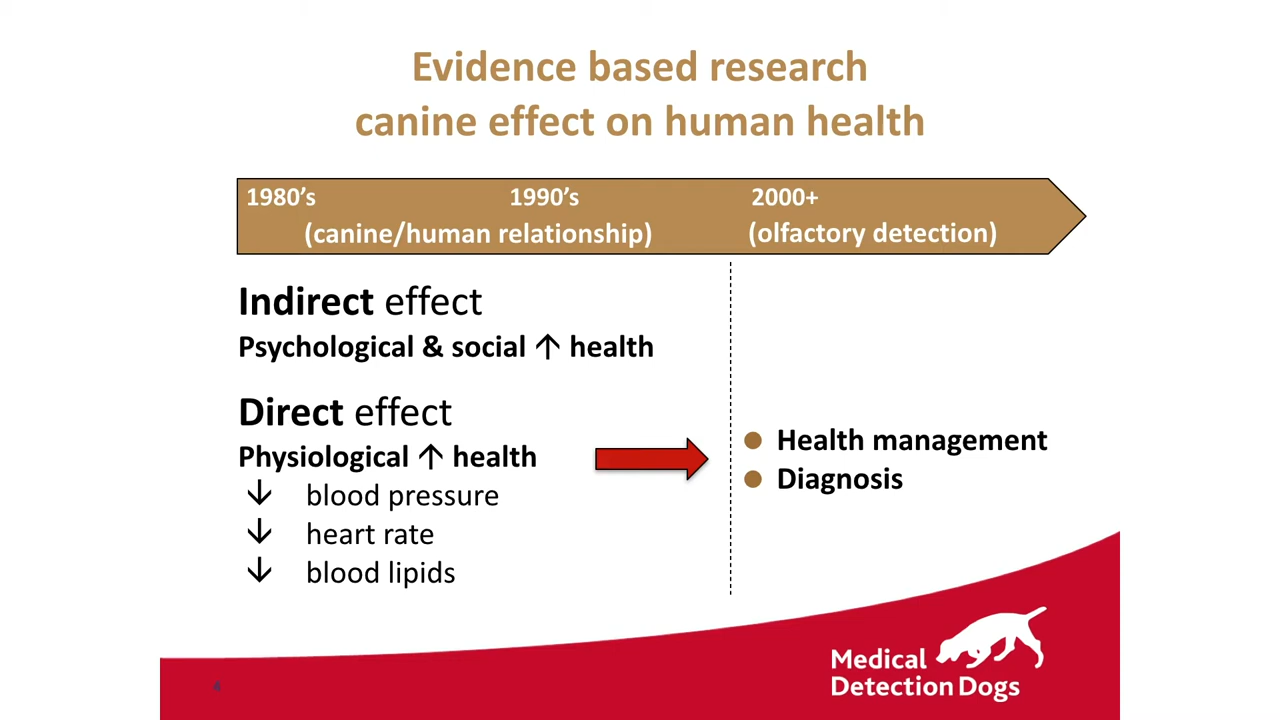 Evidence based research
canine effect on human health
1980's 1990's 2000+
(canine/human relationship) (olfactory detection)
Indirect effect
Psychological & social ↑ health
Direct effect
Physiological ↑ health
↓ blood pressure
↓ heart rate
↓ blood lipids
● Health management
● Diagnosis
Medical
Detection Dogs
4